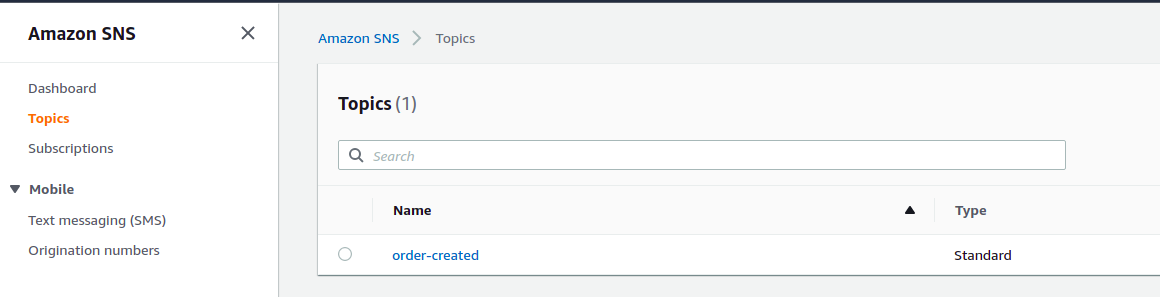 Amazon SNS
Dashboard
Topics
Subscriptions
Mobile
Text messaging (SMS)
Origination numbers
Amazon SNS > Topics
Topics (1)
Search
Name Type
order-created Standard